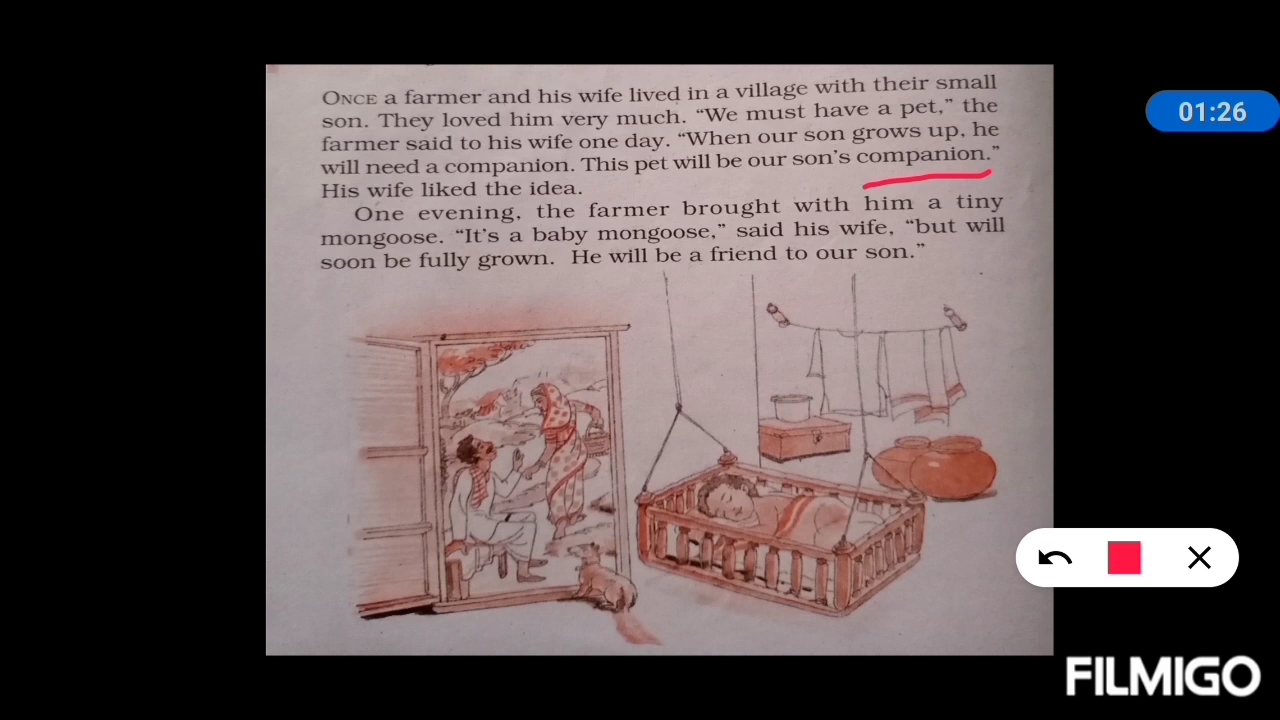 ONCE a farmer and his wife lived in a village with their small
son. They loved him very much. “We must have a pet,” the
farmer said to his wife one day. “When our son grows up, he
will need a companion. This pet will be our son’s companion.”
His wife liked the idea.
One evening, the farmer brought with him a tiny
mongoose. “It’s a baby mongoose,” said his wife, “but will
soon be fully grown. He will be a friend to our son.”
01:26
FILMIGO